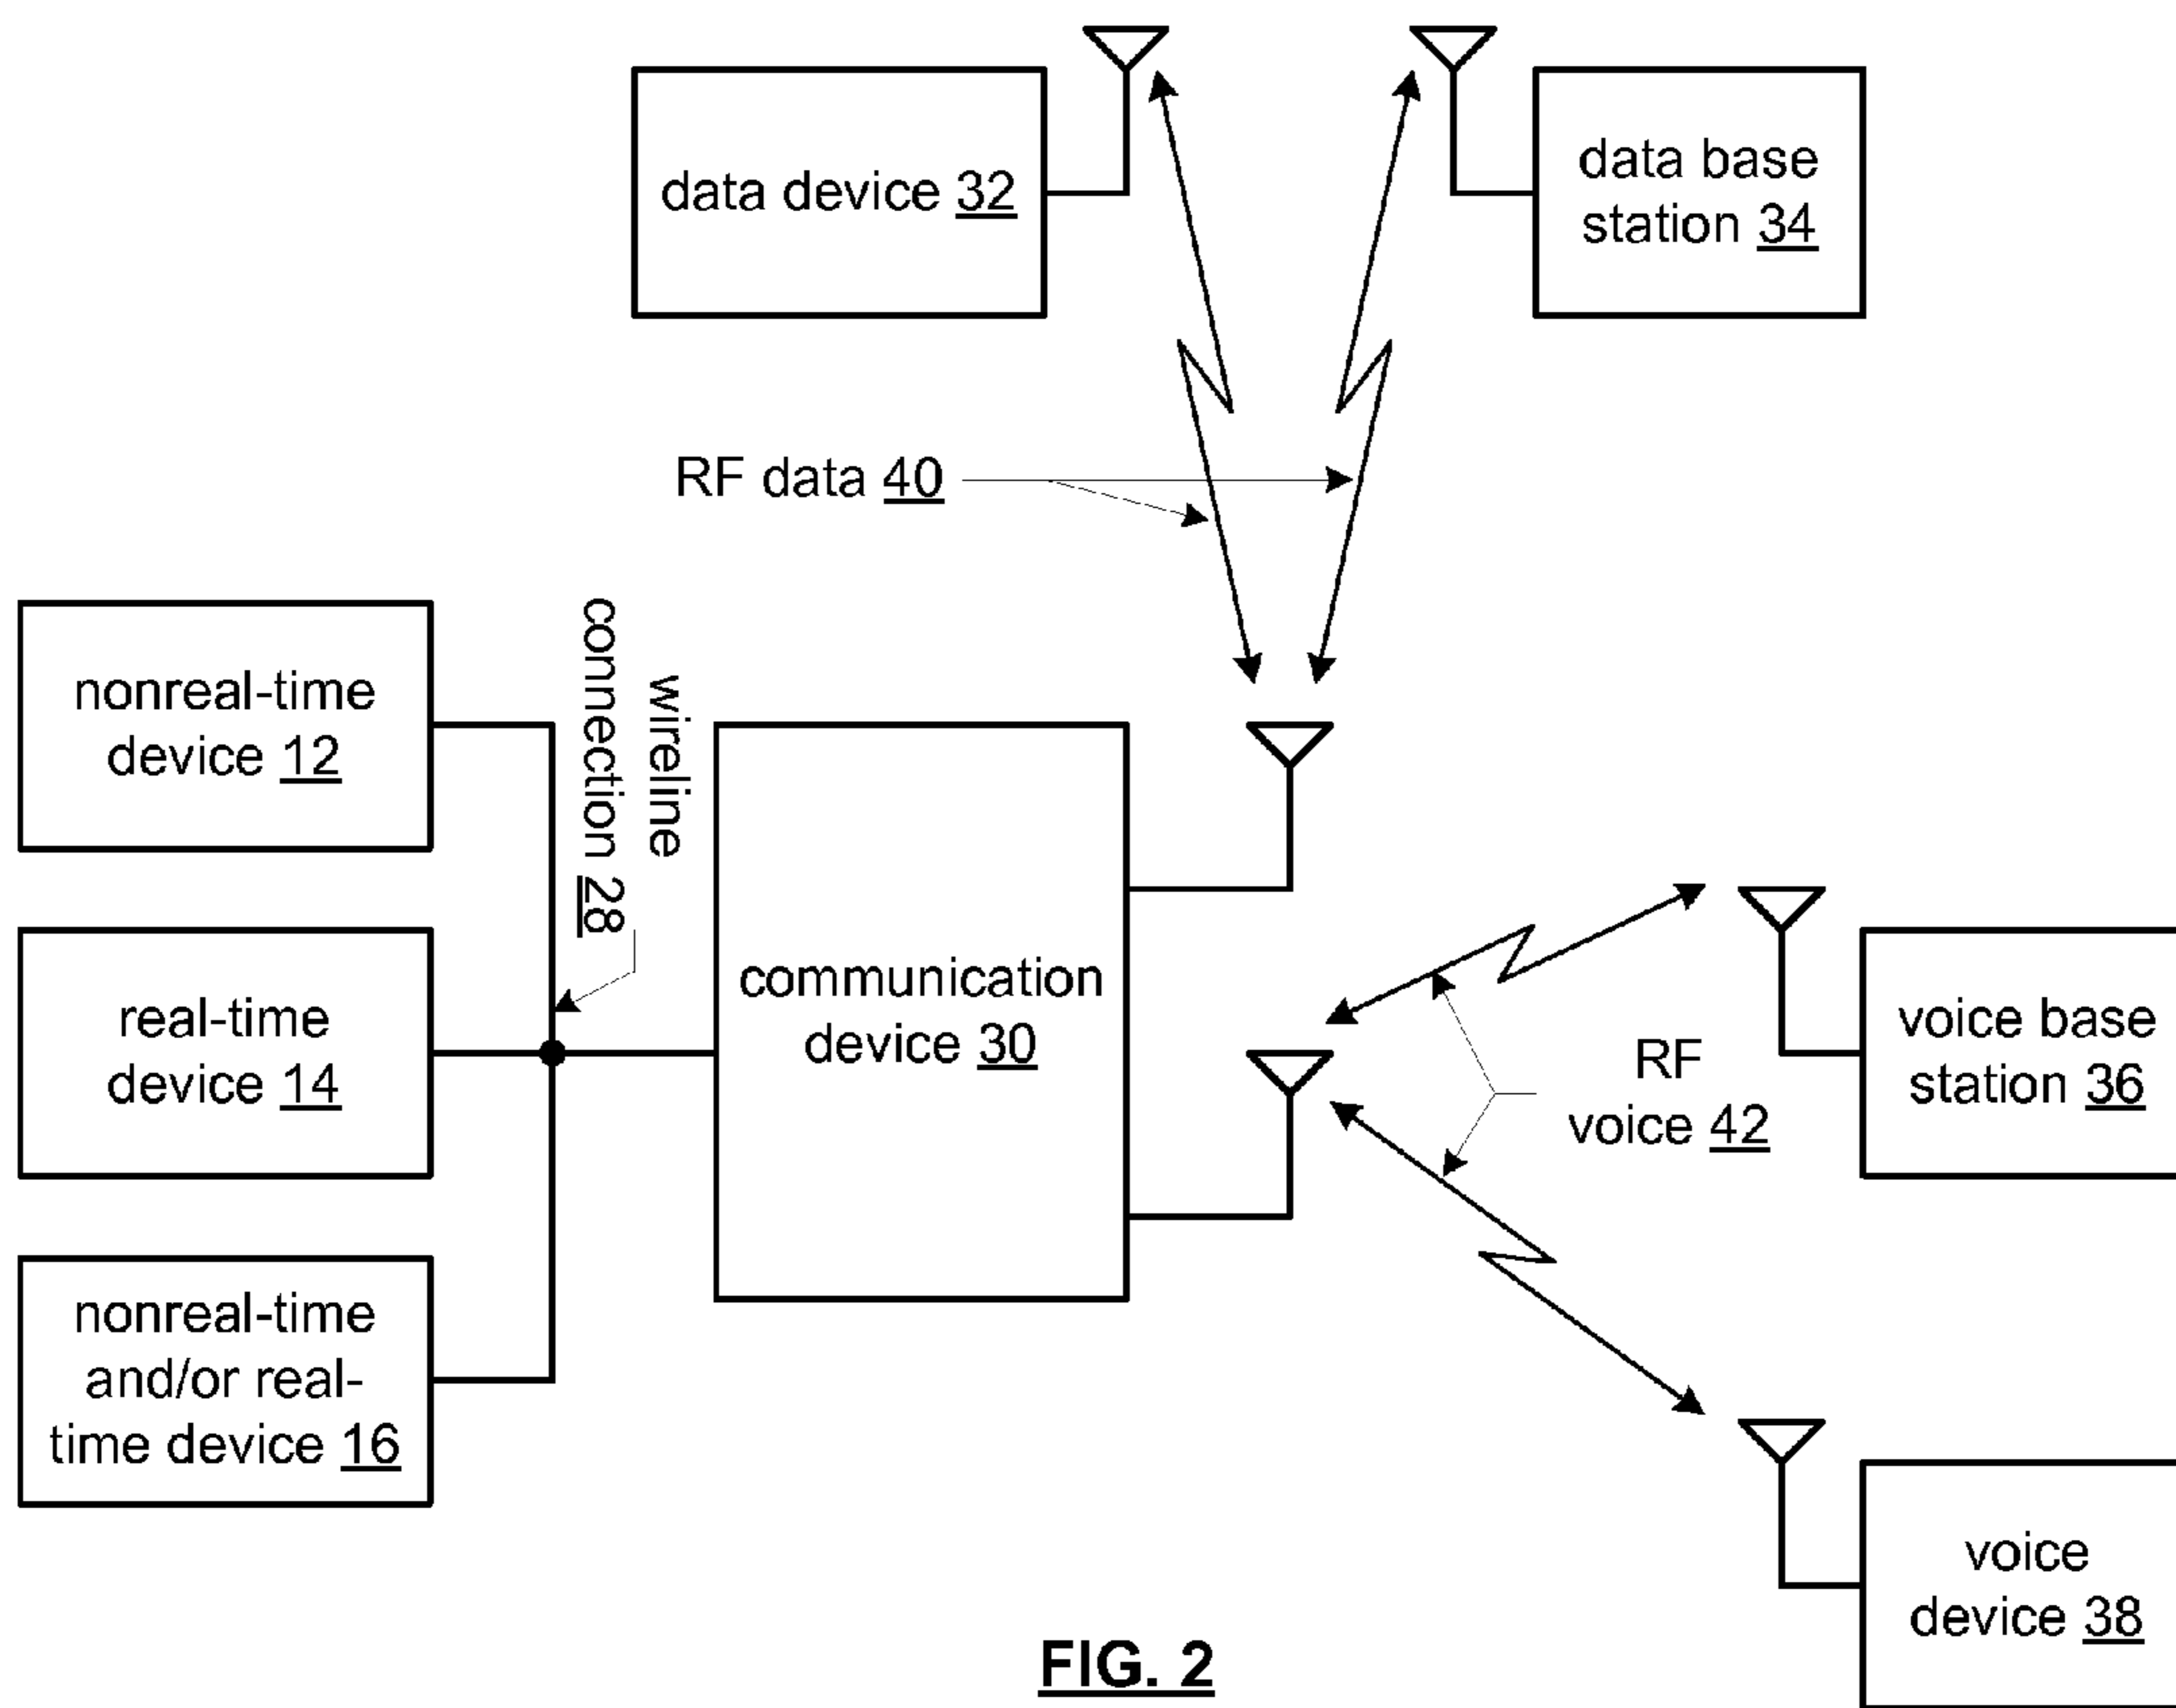 data device 32
data base
station 34
RF data 40
nonreal-time
device 12
wireline
connection 28
real-time
device 14
nonreal-time
and/or real-
time device 16
communication
device 30
RF
voice 42
voice base
station 36
voice
device 38
FIG. 2